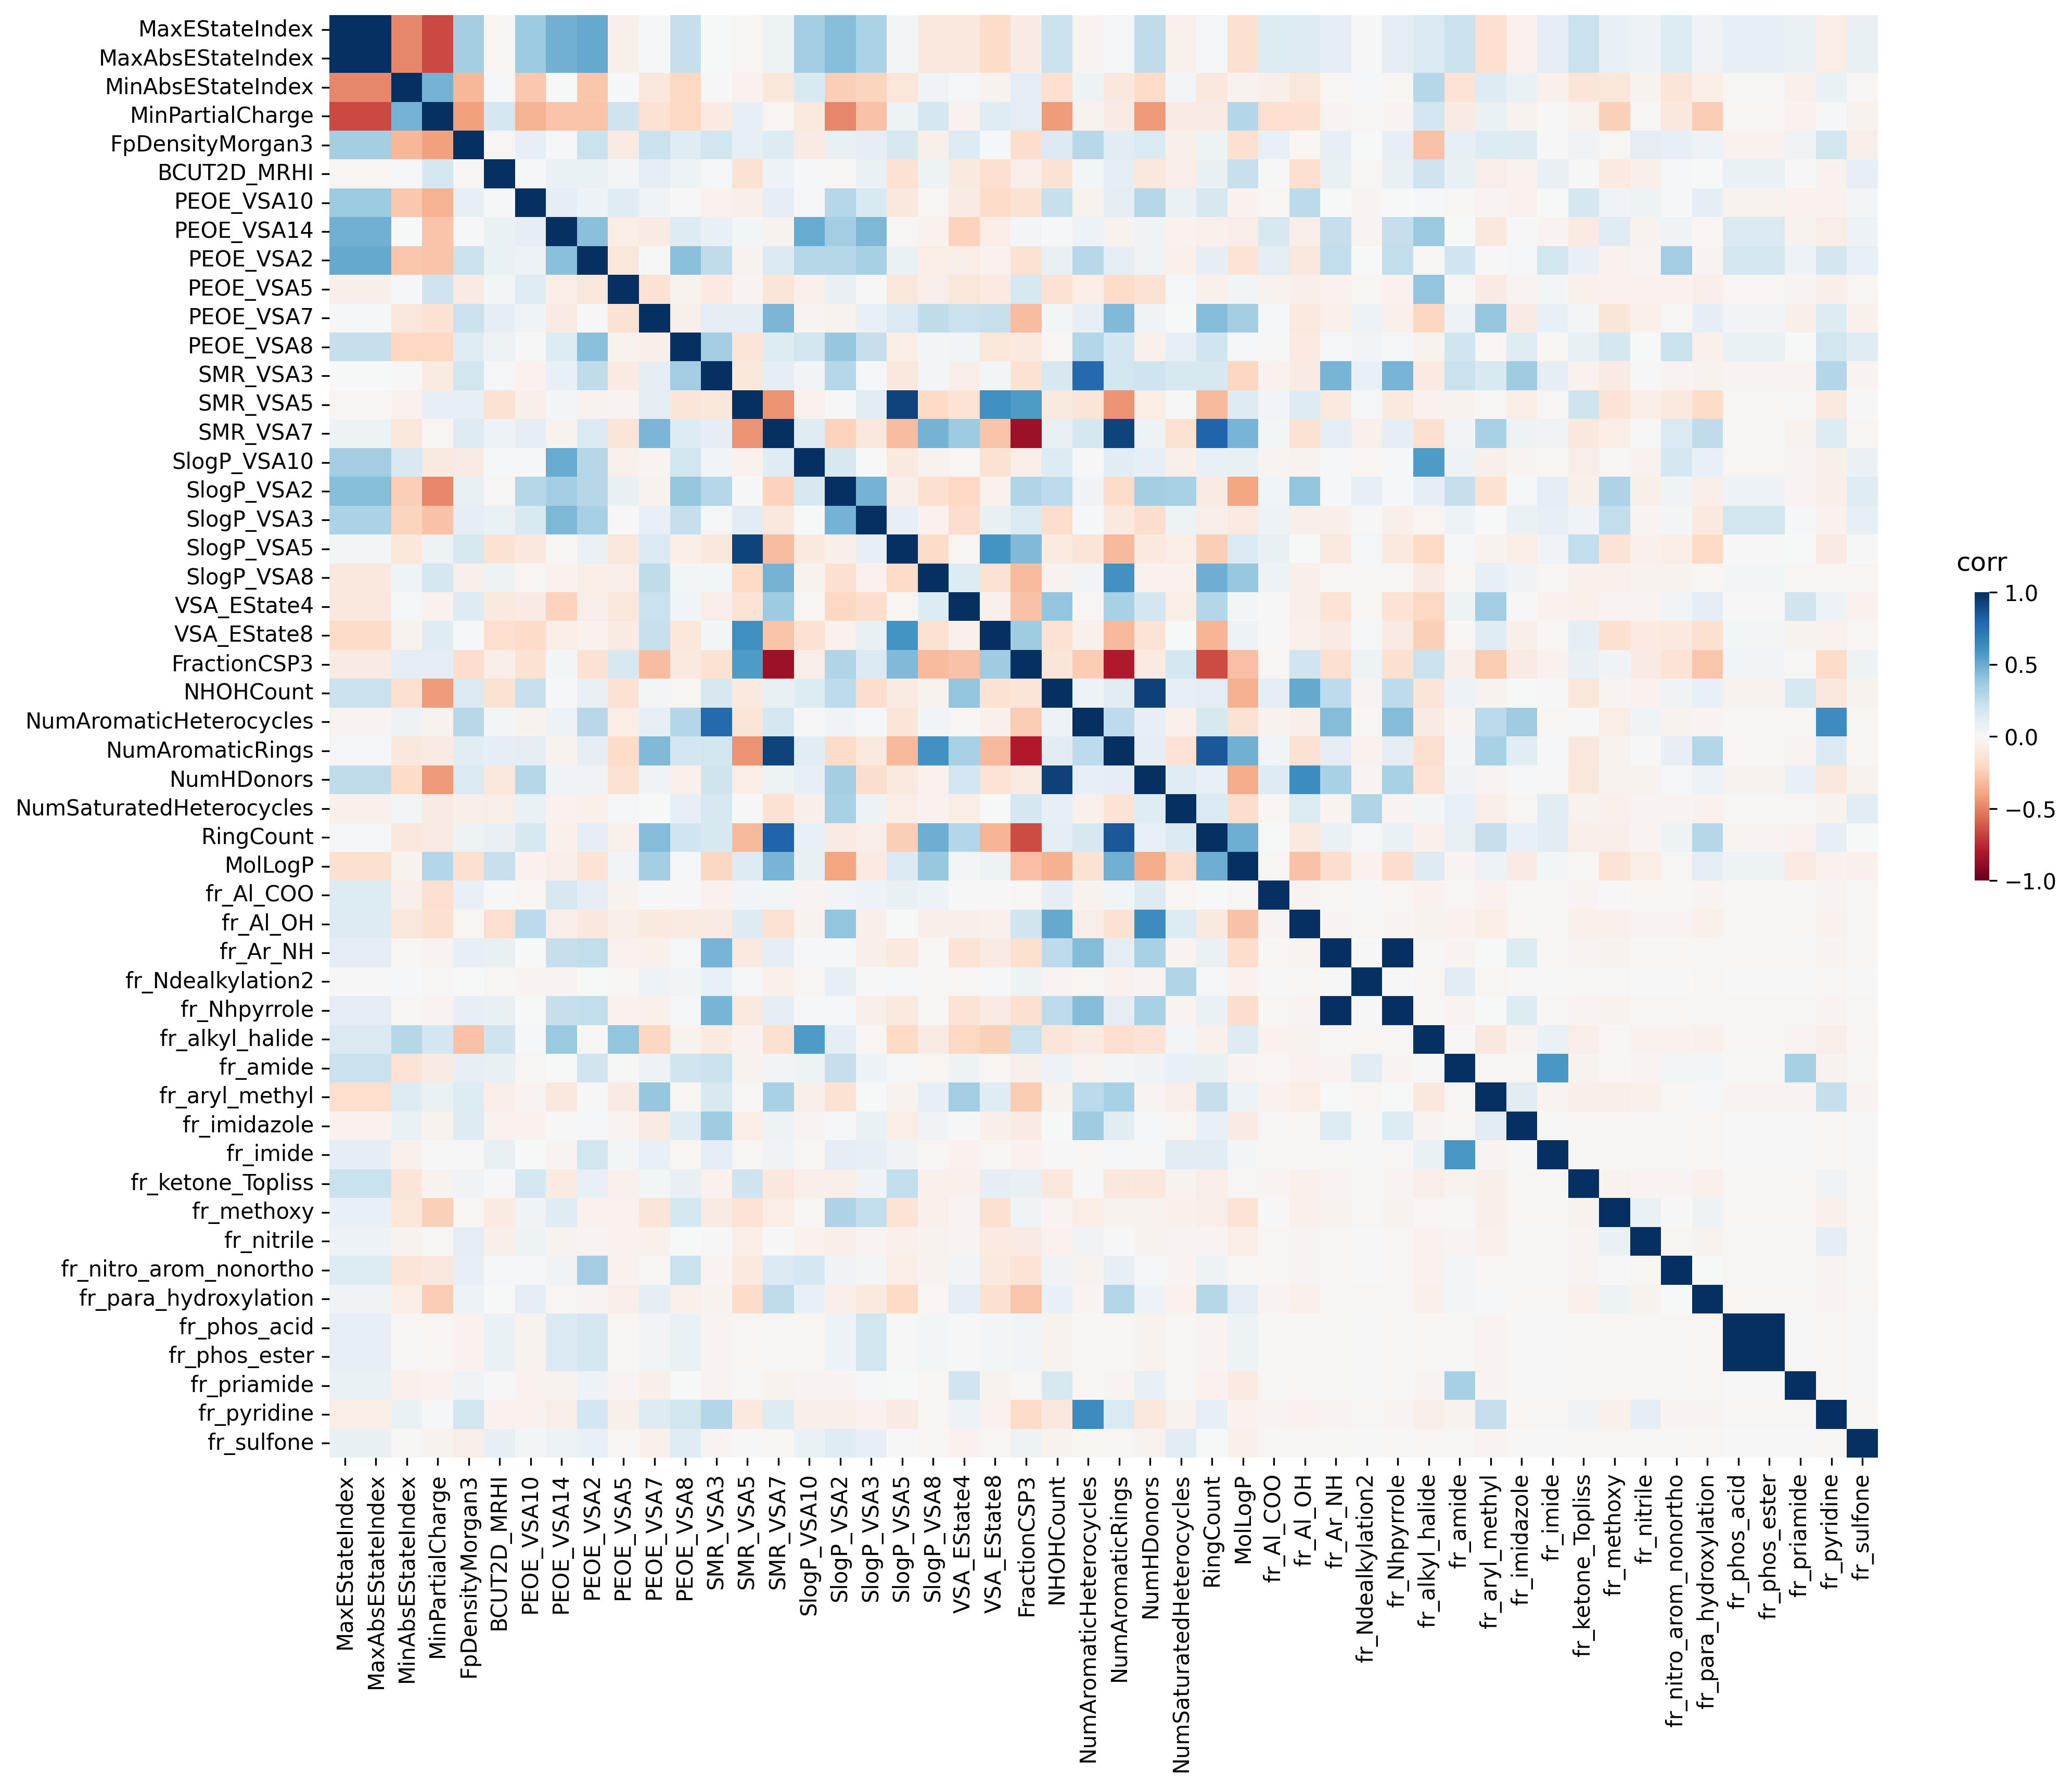 MaxEStateIndex
MaxAbsEStateIndex
MinAbsEStateIndex
MinPartialCharge
FpDensityMorgan3
BCUT2D_MRHI
PEOE_VSA10
PEOE_VSA14
PEOE_VSA2
PEOE_VSA5
PEOE_VSA7
PEOE_VSA8
SMR_VSA3
SMR_VSA5
SMR_VSA7
SlogP_VSA10
SlogP_VSA2
SlogP_VSA3
SlogP_VSA5
SlogP_VSA8
VSA_EState4
VSA_EState8
FractionCSP3
NHOHCount
NumAromaticHeterocycles
NumAromaticRings
NumHDonors
NumSaturatedHeterocycles
RingCount
MolLogP
fr_Al_COO
fr_Al_OH
fr_Ar_NH
fr_Ndealkylation2
fr_Nhpyrrole
fr_alkyl_halide
fr_amide
fr_aryl_methyl
fr_imidazole
fr_imide
fr_ketone_Topliss
fr_methoxy
fr_nitrile
fr_nitro_arom_nonortho
fr_para_hydroxylation
fr_phos_acid
fr_phos_ester
fr_priamide
fr_pyridine
fr_sulfone
MaxEStateIndex
MaxAbsEStateIndex
MinAbsEStateIndex
MinPartialCharge
FpDensityMorgan3
BCUT2D_MRHI
PEOE_VSA10
PEOE_VSA14
PEOE_VSA2
PEOE_VSA5
PEOE_VSA7
PEOE_VSA8
SMR_VSA3
SMR_VSA5
SMR_VSA7
SlogP_VSA10
SlogP_VSA2
SlogP_VSA3
SlogP_VSA5
SlogP_VSA8
VSA_EState4
VSA_EState8
FractionCSP3
NHOHCount
NumAromaticHeterocycles
NumAromaticRings
NumHDonors
NumSaturatedHeterocycles
RingCount
MolLogP
fr_Al_COO
fr_Al_OH
fr_Ar_NH
fr_Ndealkylation2
fr_Nhpyrrole
fr_alkyl_halide
fr_amide
fr_aryl_methyl
fr_imidazole
fr_imide
fr_ketone_Topliss
fr_methoxy
fr_nitrile
fr_nitro_arom_nonortho
fr_para_hydroxylation
fr_phos_acid
fr_phos_ester
fr_priamide
fr_pyridine
fr_sulfone
corr
1.0
0.5
0.0
−0.5
−1.0